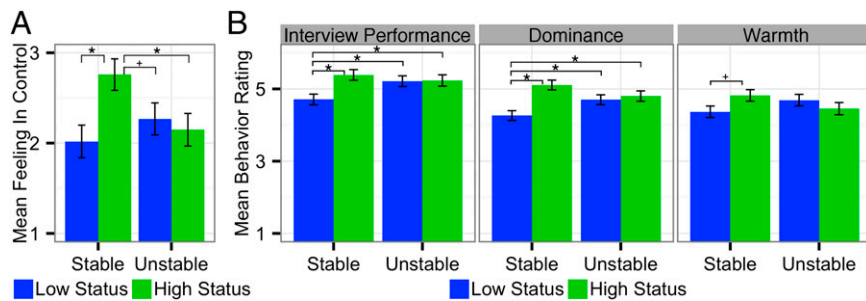 A
Mean Feeling In Control
3
2
1
*
+
*
Stable Unstable
Low Status High Status
B
Mean Behavior Rating
5
3
1
Interview Performance Dominance Warmth
*
*
*
*
*
*
+
Stable Unstable Stable Unstable Stable Unstable
Low Status High Status